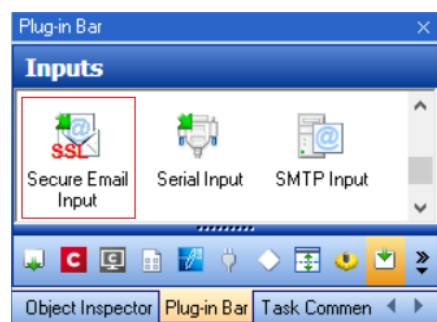 Plug-in Bar
Inputs
SSL
Secure Email
Input
Serial Input
SMTP Input
Object Inspector
Plug-in Bar
Task Commen